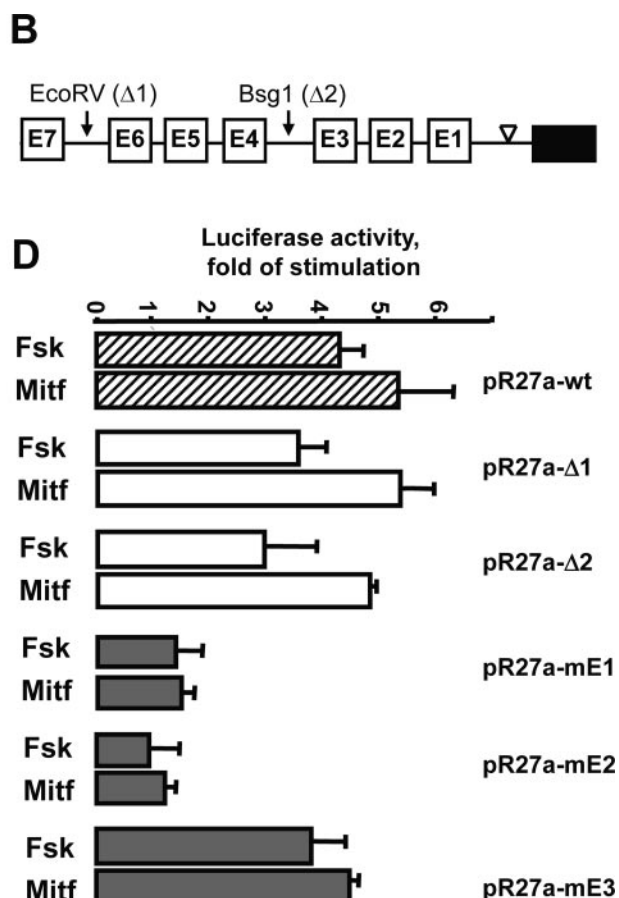 B
EcoRV (Δ1) Bsg1 (Δ2)
E7 E6 E5 E4 E3 E2 E1
D
Luciferase activity,
fold of stimulation
0 1 2 3 4 5 6
Fsk
Mitf
pR27a-wt
Fsk
Mitf
pR27a-Δ1
Fsk
Mitf
pR27a-Δ2
Fsk
Mitf
pR27a-mE1
Fsk
Mitf
pR27a-mE2
Fsk
Mitf
pR27a-mE3